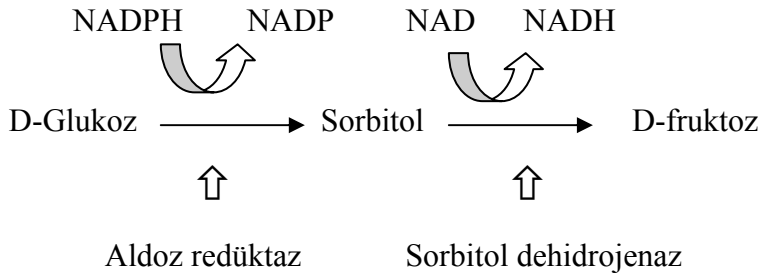 NADPH NADP NAD NADH
D-Glukoz Sorbitol D-fruktoz
Aldoz redüktaz Sorbitol dehidrojenaz